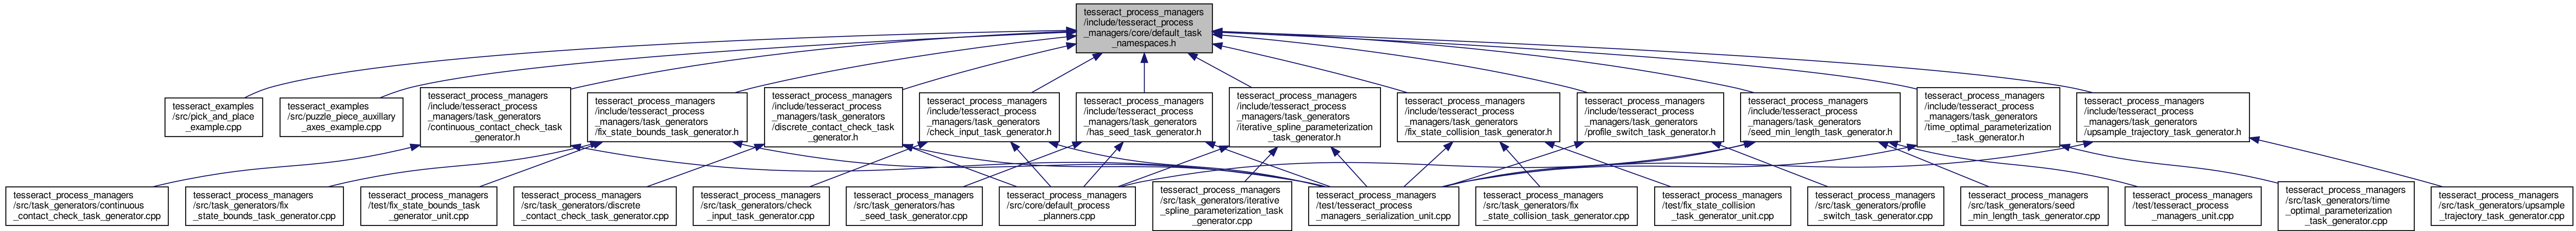 tesseract_process_managers
/include/tesseract_process
_managers/core/default_task
_namespaces.h
tesseract_examples
/src/pick_and_place
_example.cpp
tesseract_examples
/src/puzzle_piece_auxillary
_axes_example.cpp
tesseract_process_managers
/include/tesseract_process
_managers/task_generators
/continuous_contact_check_task
_generator.h
tesseract_process_managers
/include/tesseract_process
_managers/task_generators
/fix_state_bounds_task_generator.h
tesseract_process_managers
/include/tesseract_process
_managers/task_generators
/discrete_contact_check_task
_generator.h
tesseract_process_managers
/include/tesseract_process
_managers/task_generators
/check_input_task_generator.h
tesseract_process_managers
/include/tesseract_process
_managers/task_generators
/has_seed_task_generator.h
tesseract_process_managers
/include/tesseract_process
_managers/task_generators
/iterative_spline_parameterization
_task_generator.h
tesseract_process_managers
/include/tesseract_process
_managers/task_generators
/fix_state_collision_task_generator.h
tesseract_process_managers
/include/tesseract_process
_managers/task_generators
/profile_switch_task_generator.h
tesseract_process_managers
/include/tesseract_process
_managers/task_generators
/seed_min_length_task_generator.h
tesseract_process_managers
/include/tesseract_process
_managers/task_generators
/time_optimal_parameterization
_task_generator.h
tesseract_process_managers
/include/tesseract_process
_managers/task_generators
/upsample_trajectory_task_generator.h
tesseract_process_managers
/src/task_generators/continuous
_contact_check_task_generator.cpp
tesseract_process_managers
/src/task_generators/fix
_state_bounds_task_generator.cpp
tesseract_process_managers
/test/fix_state_bounds_task
_generator_unit.cpp
tesseract_process_managers
/src/task_generators/discrete
_contact_check_task_generator.cpp
tesseract_process_managers
/src/task_generators/check
_input_task_generator.cpp
tesseract_process_managers
/src/task_generators/has
_seed_task_generator.cpp
tesseract_process_managers
/src/core/default_process
_planners.cpp
tesseract_process_managers
/src/task_generators/iterative
_spline_parameterization_task
_generator.cpp
tesseract_process_managers
/test/tesseract_process
_managers_serialization_unit.cpp
tesseract_process_managers
/src/task_generators/fix
_state_collision_task_generator.cpp
tesseract_process_managers
/test/fix_state_collision
_task_generator_unit.cpp
tesseract_process_managers
/src/task_generators/profile
_switch_task_generator.cpp
tesseract_process_managers
/src/task_generators/seed
_min_length_task_generator.cpp
tesseract_process_managers
/test/tesseract_process
_managers_unit.cpp
tesseract_process_managers
/src/task_generators/time
_optimal_parameterization
_task_generator.cpp
tesseract_process_managers
/src/task_generators/upsample
_trajectory_task_generator.cpp